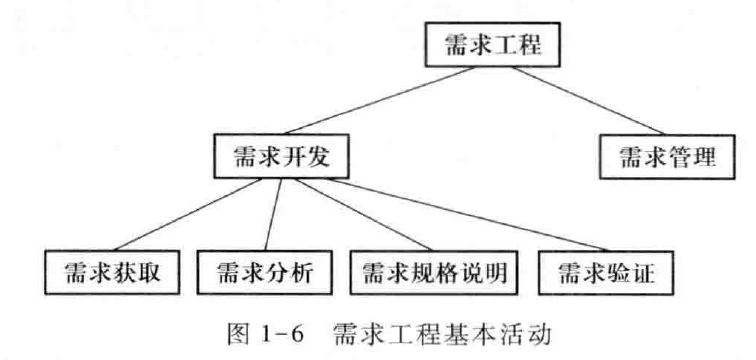 需求工程
需求开发
需求管理
需求获取
需求分析
需求规格说明
需求验证
图 1-6 需求工程基本活动